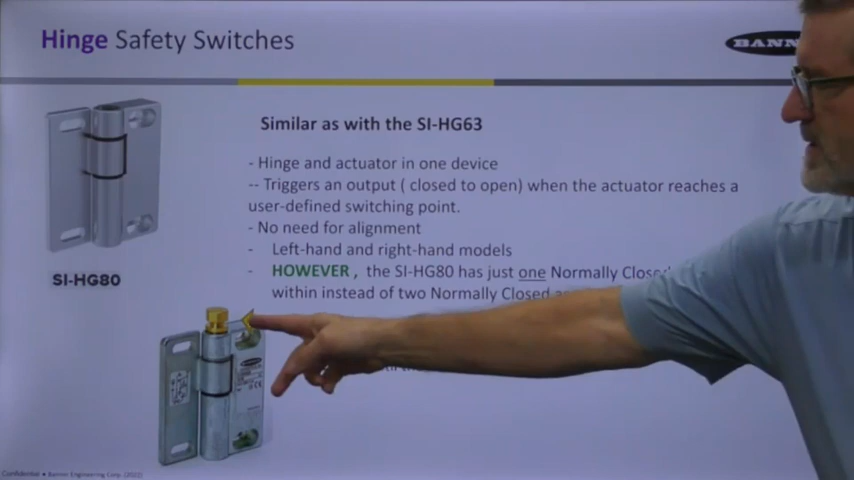 Hinge Safety Switches
BANN
Similar as with the SI-HG63
- Hinge and actuator in one device
-- Triggers an output ( closed to open) when the actuator reaches a
user-defined switching point.
- No need for alignment
- Left-hand and right-hand models
- HOWEVER , the SI-HG80 has just one Normally Closed
within instead of two Normally Closed
SI-HG80
Confidential • Banner Engineering Corp. (2022)